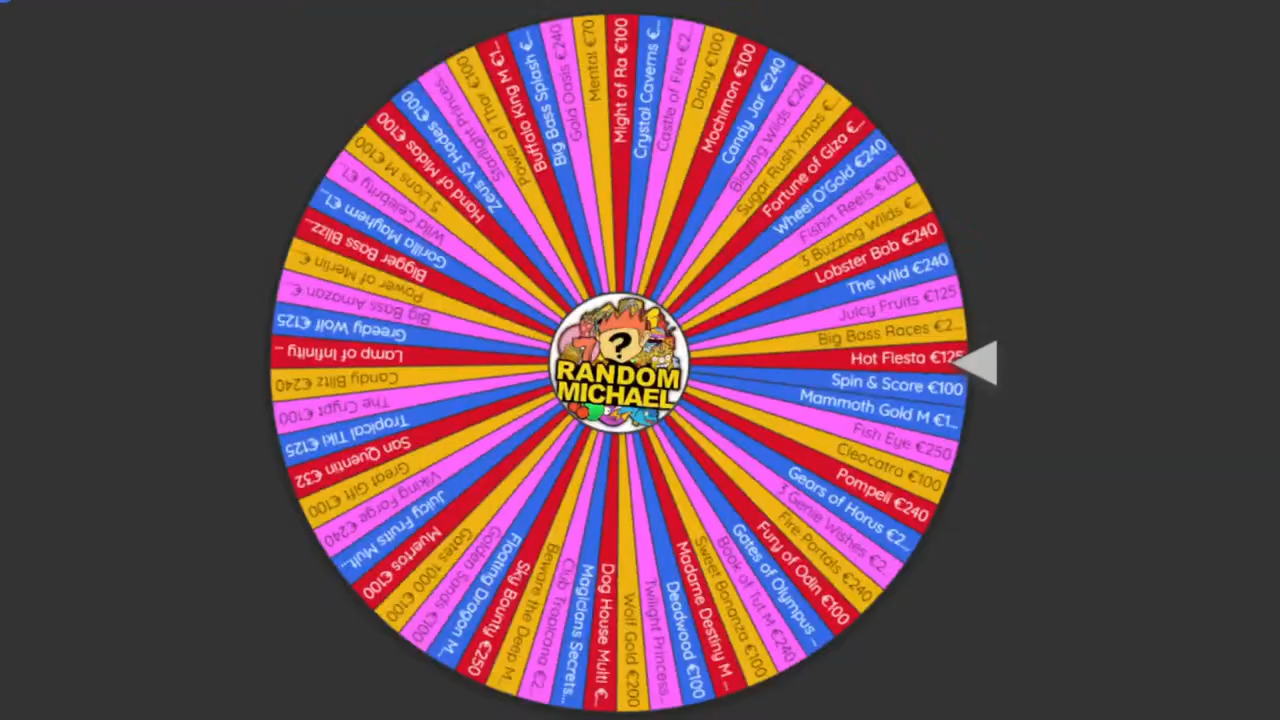 Might of Ra €100
Crystal Caverns €...
Castle of Fire €2...
Dday €100
Mochimon €100
Candy Jar €240
Blazing Wilds €240
Sugar Rush Xmas €...
Fortune of Giza €...
Wheel O'Gold €240
Fishin Reels €100
3 Buzzing Wilds €...
Lobster Bob €240
The Wild €240
Juicy Fruits €125
Big Bass Races €2...
Hot Fiesta €125
Spin & Score €100
Mammoth Gold M €1...
Fish Eye €250
Cleocatra €100
Pompeii €240
Gears of Horus €2...
3 Genie Wishes €2...
Fire Portals €240
Fury of Odin €100
Gates of Olympus ...
Book of Tut M €240
Sweet Bonanza €100
Madame Destiny M ...
Deadwood €100
Twilight Princess...
Wolf Gold €200
Dog House Multi €...
Magicians Secrets...
Club Tropicana €2
Beware the Deep M...
Sky Bounty €250
Floating Dragon M...
Golden Sands €100
Gates 1000 €100
Muertos €100
Juicy Fruits Mult...
Viking Forge €240
Great Gift €100
San Quentin €32
Tropical Tiki €125
The Crypt €100
Candy Blitz €240
Lamp of Infinity ...
Greedy Wolf €125
Big Bass Amazon €
Power of Merlin €...
Bigger Bass Blizz...
Gorilla Mayhem €1...
Wild Celebrity €1...
5 Lions M €100
Hand of Midas €100
Zeus VS Hades €100
Starlight Princes...
Power of Thor €100
Buffalo King M €1...
Big Bass Splash €...
Gold Oasis €240
Mental €70
?
7
RANDOM
MICHAEL